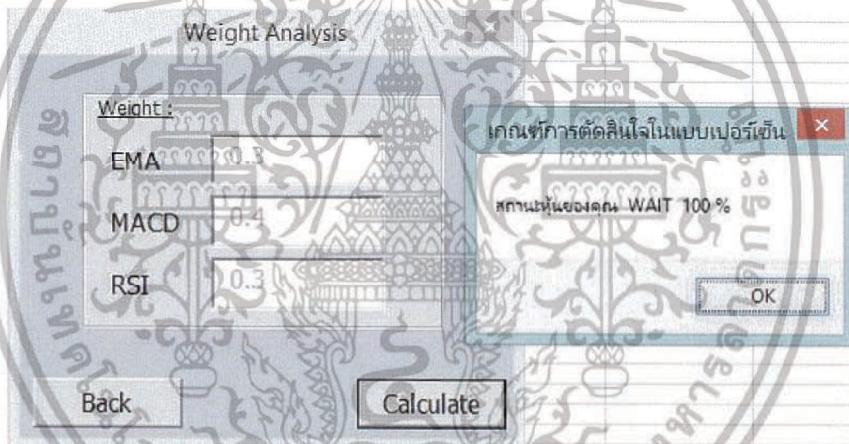 Weight Analysis
Weight :
EMA 0.3
MACD 0.4
RSI 0.3
Back
Calculate
เกณฑ์การตัดสินใจในแบบเปอร์เซ็น
สถานะหุ้นของคุณ WAIT 100 %
OK